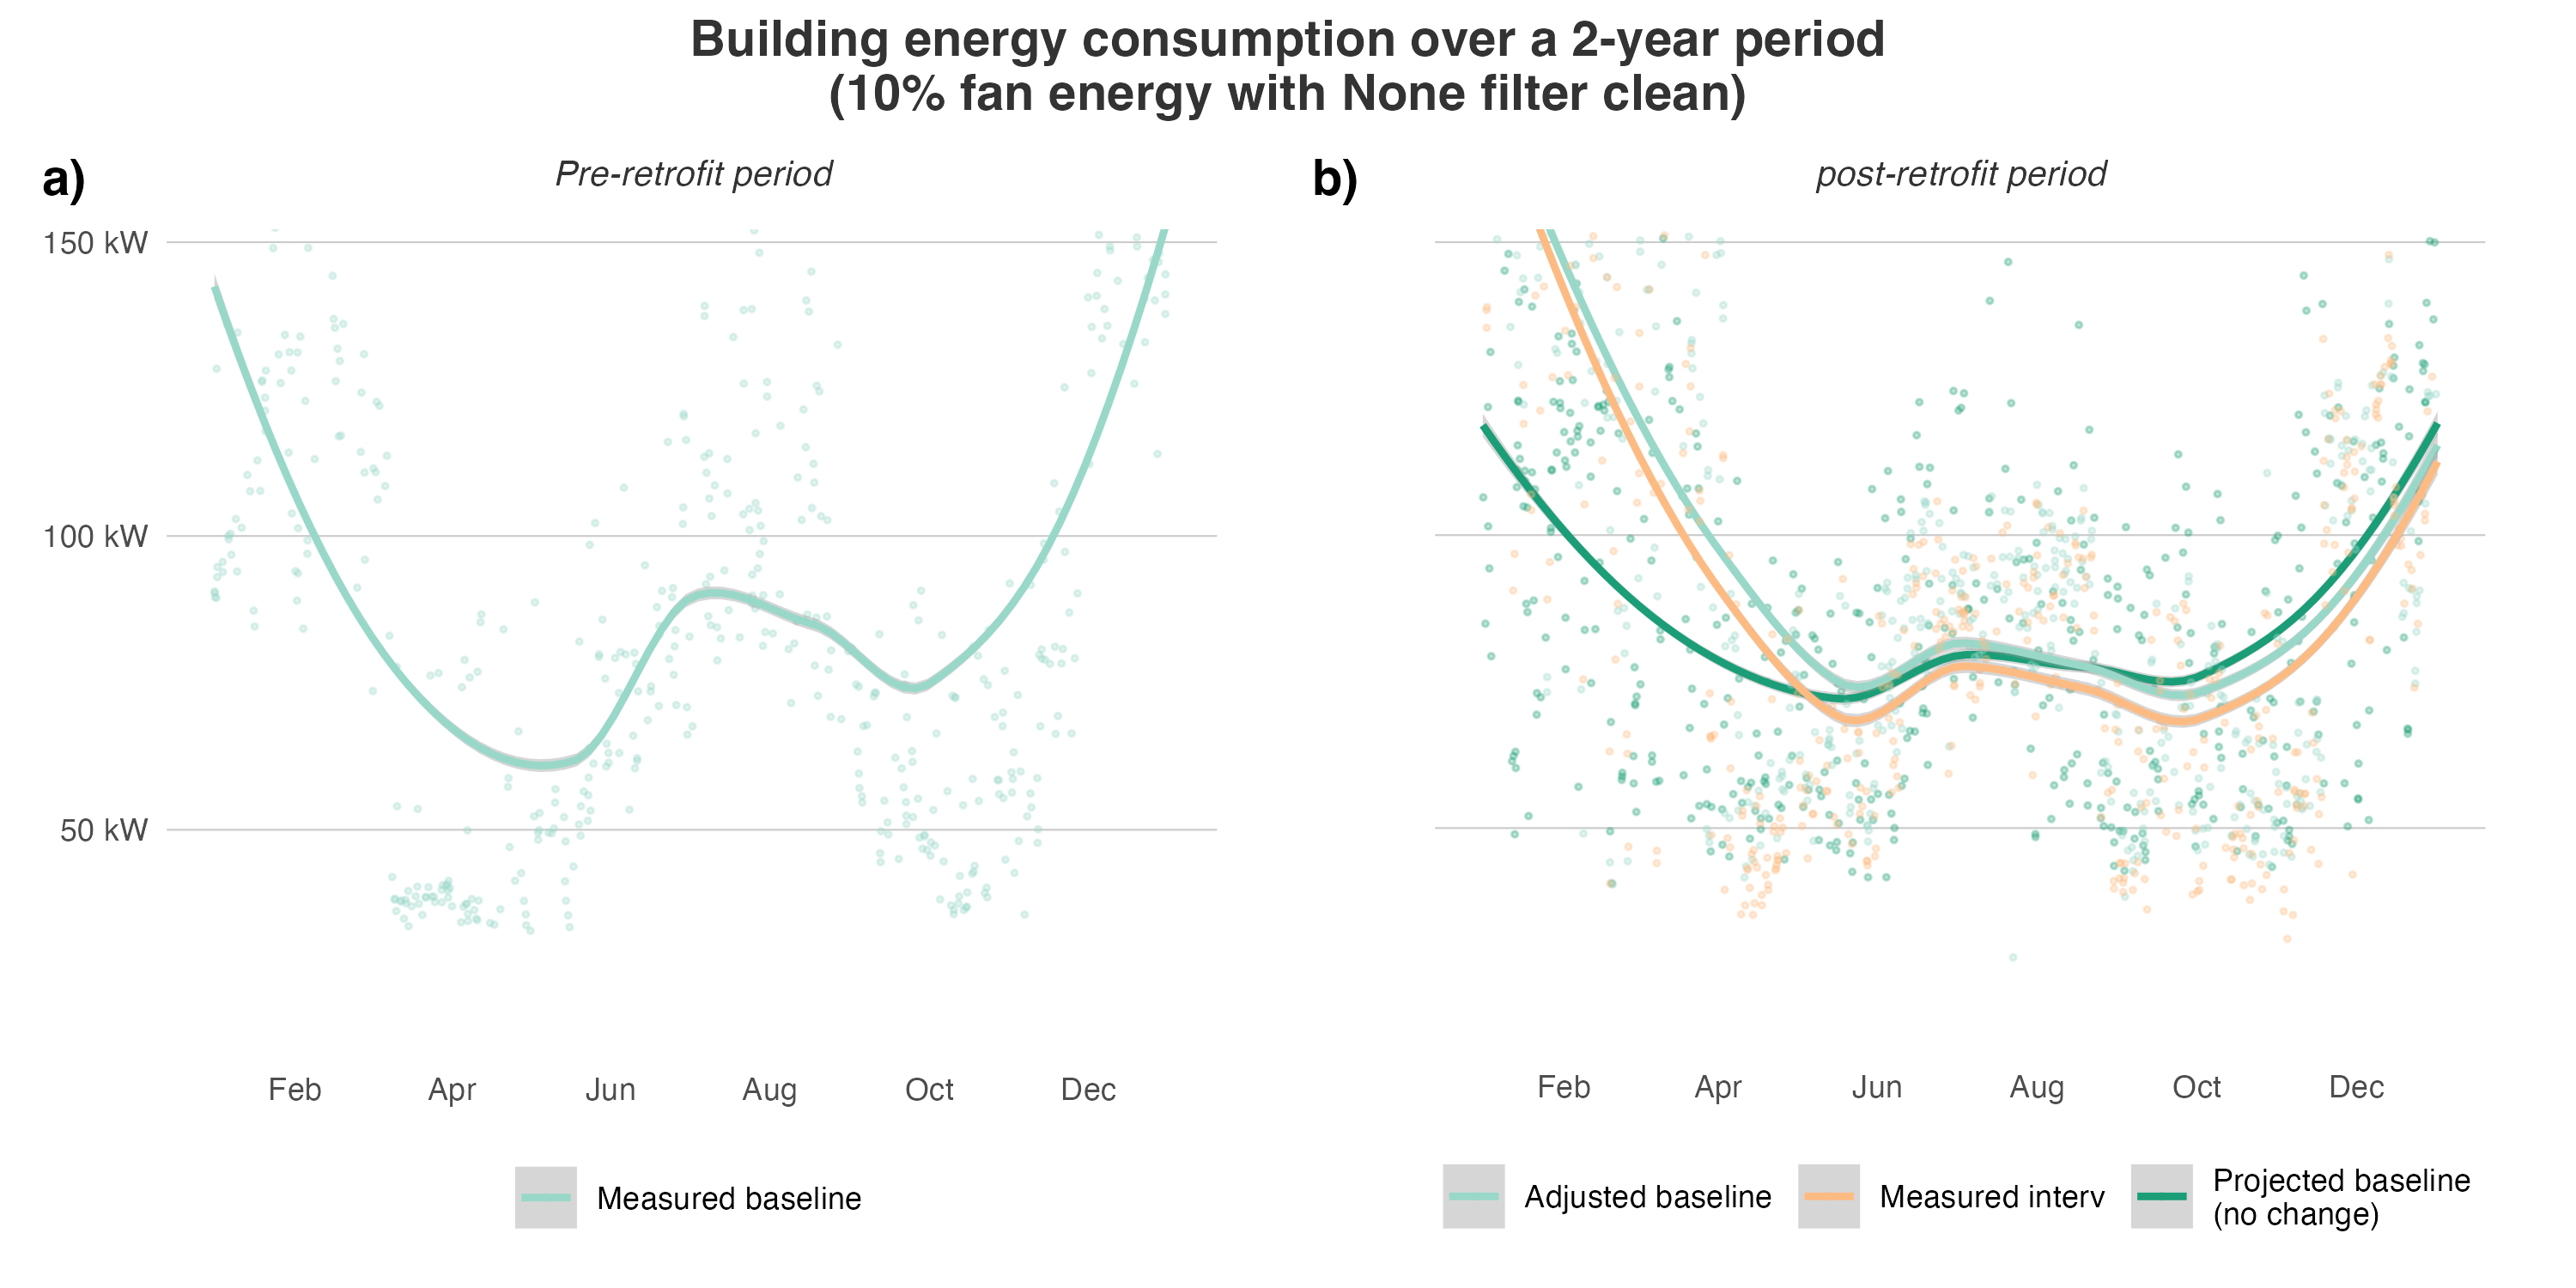 Building energy consumption over a 2-year period
(10% fan energy with None filter clean)
a)
Pre-retrofit period
150 kW
100 kW
50 kW
Feb
Apr
Jun
Aug
Oct
Dec
Measured baseline
b)
post-retrofit period
Feb
Apr
Jun
Aug
Oct
Dec
Adjusted baseline
Measured interv
Projected baseline
(no change)